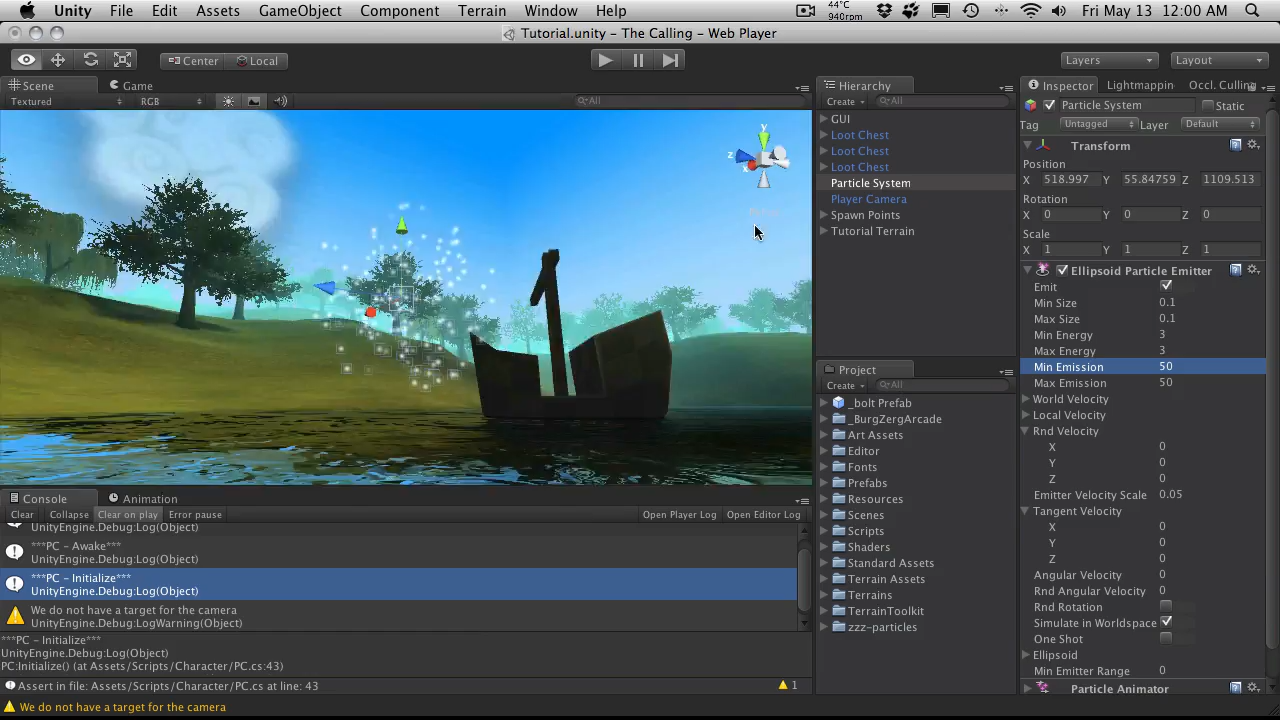 Unity File Edit Assets GameObject Component Terrain Window Help 44°C 940rpm Fri May 13 12:00 AM
Tutorial.unity – The Calling – Web Player
Center Local Layers Layout
Scene Game
Textured RGB All
y
z
x
Console Animation
Clear Collapse Clear on play Error pause Open Player Log Open Editor Log
UnityEngine.Debug:Log(Object)
***PC – Awake***
UnityEngine.Debug:Log(Object)
***PC – Initialize***
UnityEngine.Debug:Log(Object)
We do not have a target for the camera
UnityEngine.Debug:LogWarning(Object)
***PC – Initialize***
UnityEngine.Debug:Log(Object)
PC:Initialize() (at Assets/Scripts/Character/PC.cs:43)
Assert in file: Assets/Scripts/Character/PC.cs at line: 43 1
We do not have a target for the camera
Hierarchy
Create All
GUI
Loot Chest
Loot Chest
Loot Chest
Particle System
Player Camera
Spawn Points
Tutorial Terrain
Project
Create All
_bolt Prefab
_BurgZergArcade
Art Assets
Editor
Fonts
Prefabs
Resources
Scenes
Scripts
Shaders
Standard Assets
Terrain Assets
Terrains
TerrainToolkit
zzz-particles
Inspector Lightmappin Occl. Culling
Particle System Static
Tag Untagged Layer Default
Transform
Position
X 518.997 Y 55.84759 Z 1109.513
Rotation
X 0 Y 0 Z 0
Scale
X 1 Y 1 Z 1
Ellipsoid Particle Emitter
Emit
Min Size 0.1
Max Size 0.1
Min Energy 3
Max Energy 3
Min Emission 50
Max Emission 50
World Velocity
Local Velocity
Rnd Velocity
X 0
Y 0
Z 0
Emitter Velocity Scale 0.05
Tangent Velocity
X 0
Y 0
Z 0
Angular Velocity 0
Rnd Angular Velocity 0
Rnd Rotation
Simulate in Worldspace
One Shot
Ellipsoid
Min Emitter Range 0
Particle Animator